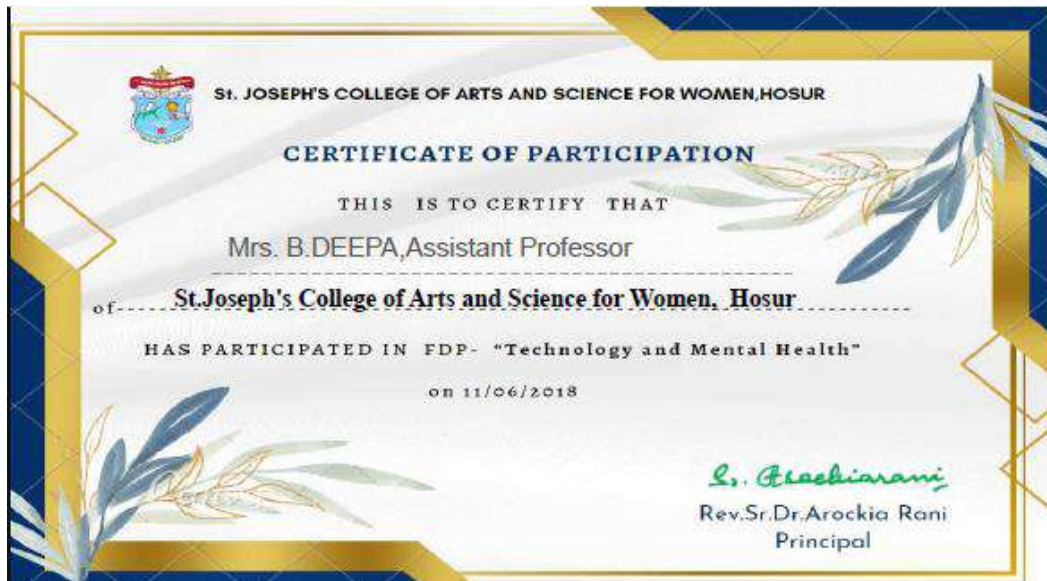 St. JOSEPH'S COLLEGE OF ARTS AND SCIENCE FOR WOMEN,HOSUR
CERTIFICATE OF PARTICIPATION
THIS IS TO CERTIFY THAT
Mrs. B.DEEPA,Assistant Professor
of St.Joseph's College of Arts and Science for Women, Hosur
HAS PARTICIPATED IN FDP- “Technology and Mental Health”
on 11/06/2018
Rev.Sr.Dr.Arockia Rani
Principal